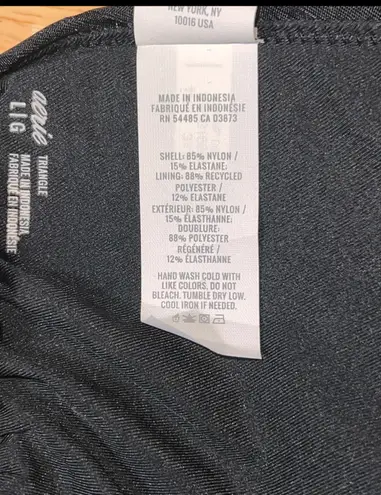 NEW YORK, NY
10016 USA
MADE IN INDONESIA
FABRIQUÉ EN INDONÉSIE
RN 54485 CA 03873
SHELL: 85% NYLON /
15% ELASTANE;
LINING: 88% RECYCLED
POLYESTER /
12% ELASTANE
EXTÉRIEUR: 85% NYLON /
15% ÉLASTHANNE;
DOUBLURE:
88% POLYESTER
RÉGÉNÉRÉ /
12% ÉLASTHANNE
HAND WASH COLD WITH
LIKE COLORS. DO NOT
BLEACH. TUMBLE DRY LOW.
COOL IRON IF NEEDED.
aerie
L|G
TRIANGLE
MADE IN INDONESIA
FABRIQUÉ EN INDONÉSIE